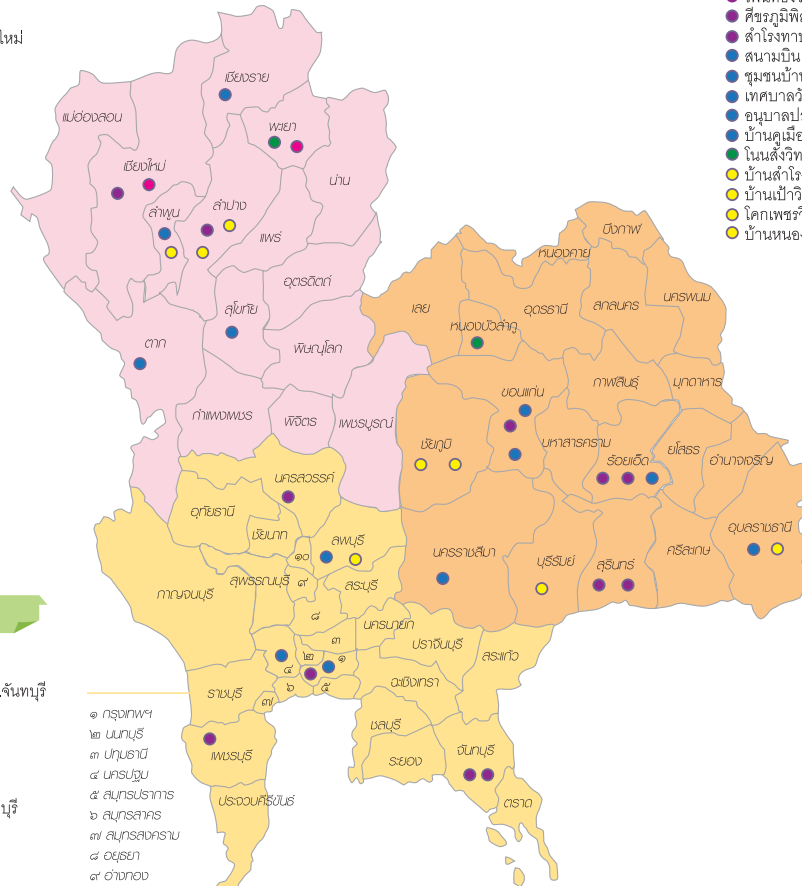 ใหม่
ศีขรภูมิพิ
สำโรงทาบ
สนามบิน
ชุมชนบ้าน
เทศบาลวั
อนุบาลปร
บ้านคูเมือ
โนนสังวิท
บ้านสำโร
บ้านเป้าวิ
โคกเพชรวิ
บ้านหนอง
เชียงราย
แม่ฮ่องสอน
พะเยา
เชียงใหม่
น่าน
ลำพูน
ลำปาง
แพร่
อุตรดิตถ์
สุโขทัย
ตาก
พิษณุโลก
กำแพงเพชร
พิจิตร
เพชรบูรณ์
บึงกาฬ
หนองคาย
เลย
อุดรธานี
สกลนคร
นครพนม
หนองบัวลำภู
กาฬสินธุ์
มุกดาหาร
ขอนแก่น
ชัยภูมิ
มหาสารคาม
ร้อยเอ็ด
ยโสธร
อำนาจเจริญ
อุบลราชธานี
นครราชสีมา
บุรีรัมย์
สุรินทร์
ศรีสะเกษ
นครสวรรค์
อุทัยธานี
ชัยนาท
ลพบุรี
๑๐
กาญจนบุรี
สุพรรณบุรี
๙
สระบุรี
๘
นครนายก
๓
ปราจีนบุรี
สระแก้ว
๒
๑
๔
๖
๕
๗
ฉะเชิงเทรา
ราชบุรี
ชลบุรี
เพชรบุรี
ระยอง
จันทบุรี
ตราด
ประจวบคีรีขันธ์
.จันทบุรี
บุรี
๑ กรุงเทพฯ
๒ นนทบุรี
๓ ปทุมธานี
๔ นครปฐม
๕ สมุทรปราการ
๖ สมุทรสาคร
๗ สมุทรสงคราม
๘ อยุธยา
๙ อ่างทอง